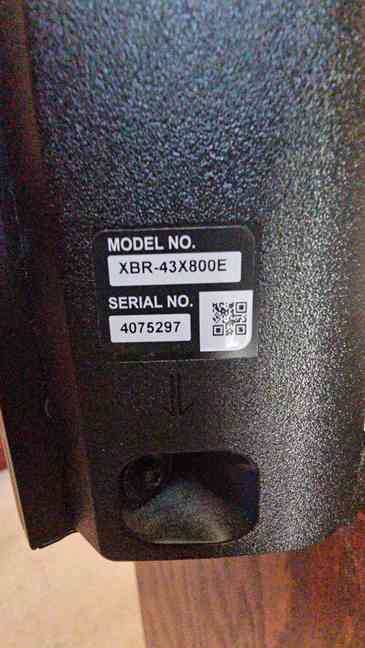 MODEL NO.
XBR-43X800E
SERIAL NO.
4075297